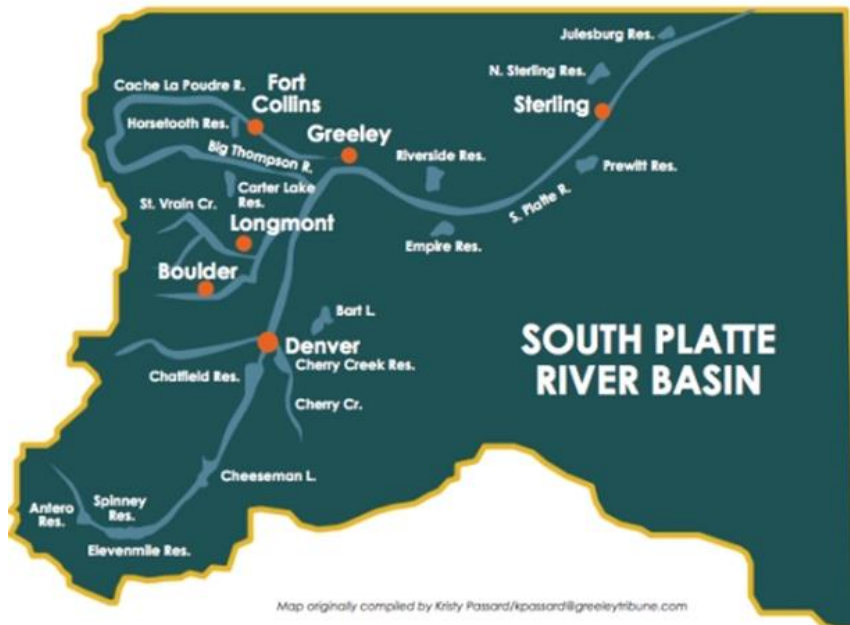 Julesburg Res.
N. Sterling Res.
Cache La Poudre R.
Fort
Collins
Sterling
Horsetooth Res.
Greeley
Big Thompson R.
Riverside Res.
Prewitt Res.
Carter Lake
Res.
St. Vrain Cr.
S. Platte R.
Longmont
Empire Res.
Boulder
Bart L.
SOUTH PLATTE
RIVER BASIN
Denver
Cherry Creek Res.
Chatfield Res.
Cherry Cr.
Cheeseman L.
Spinney
Res.
Antero
Res.
Elevenmile Res.
Map originally compiled by Kristy Passard/kpassard@greeleytribune.com